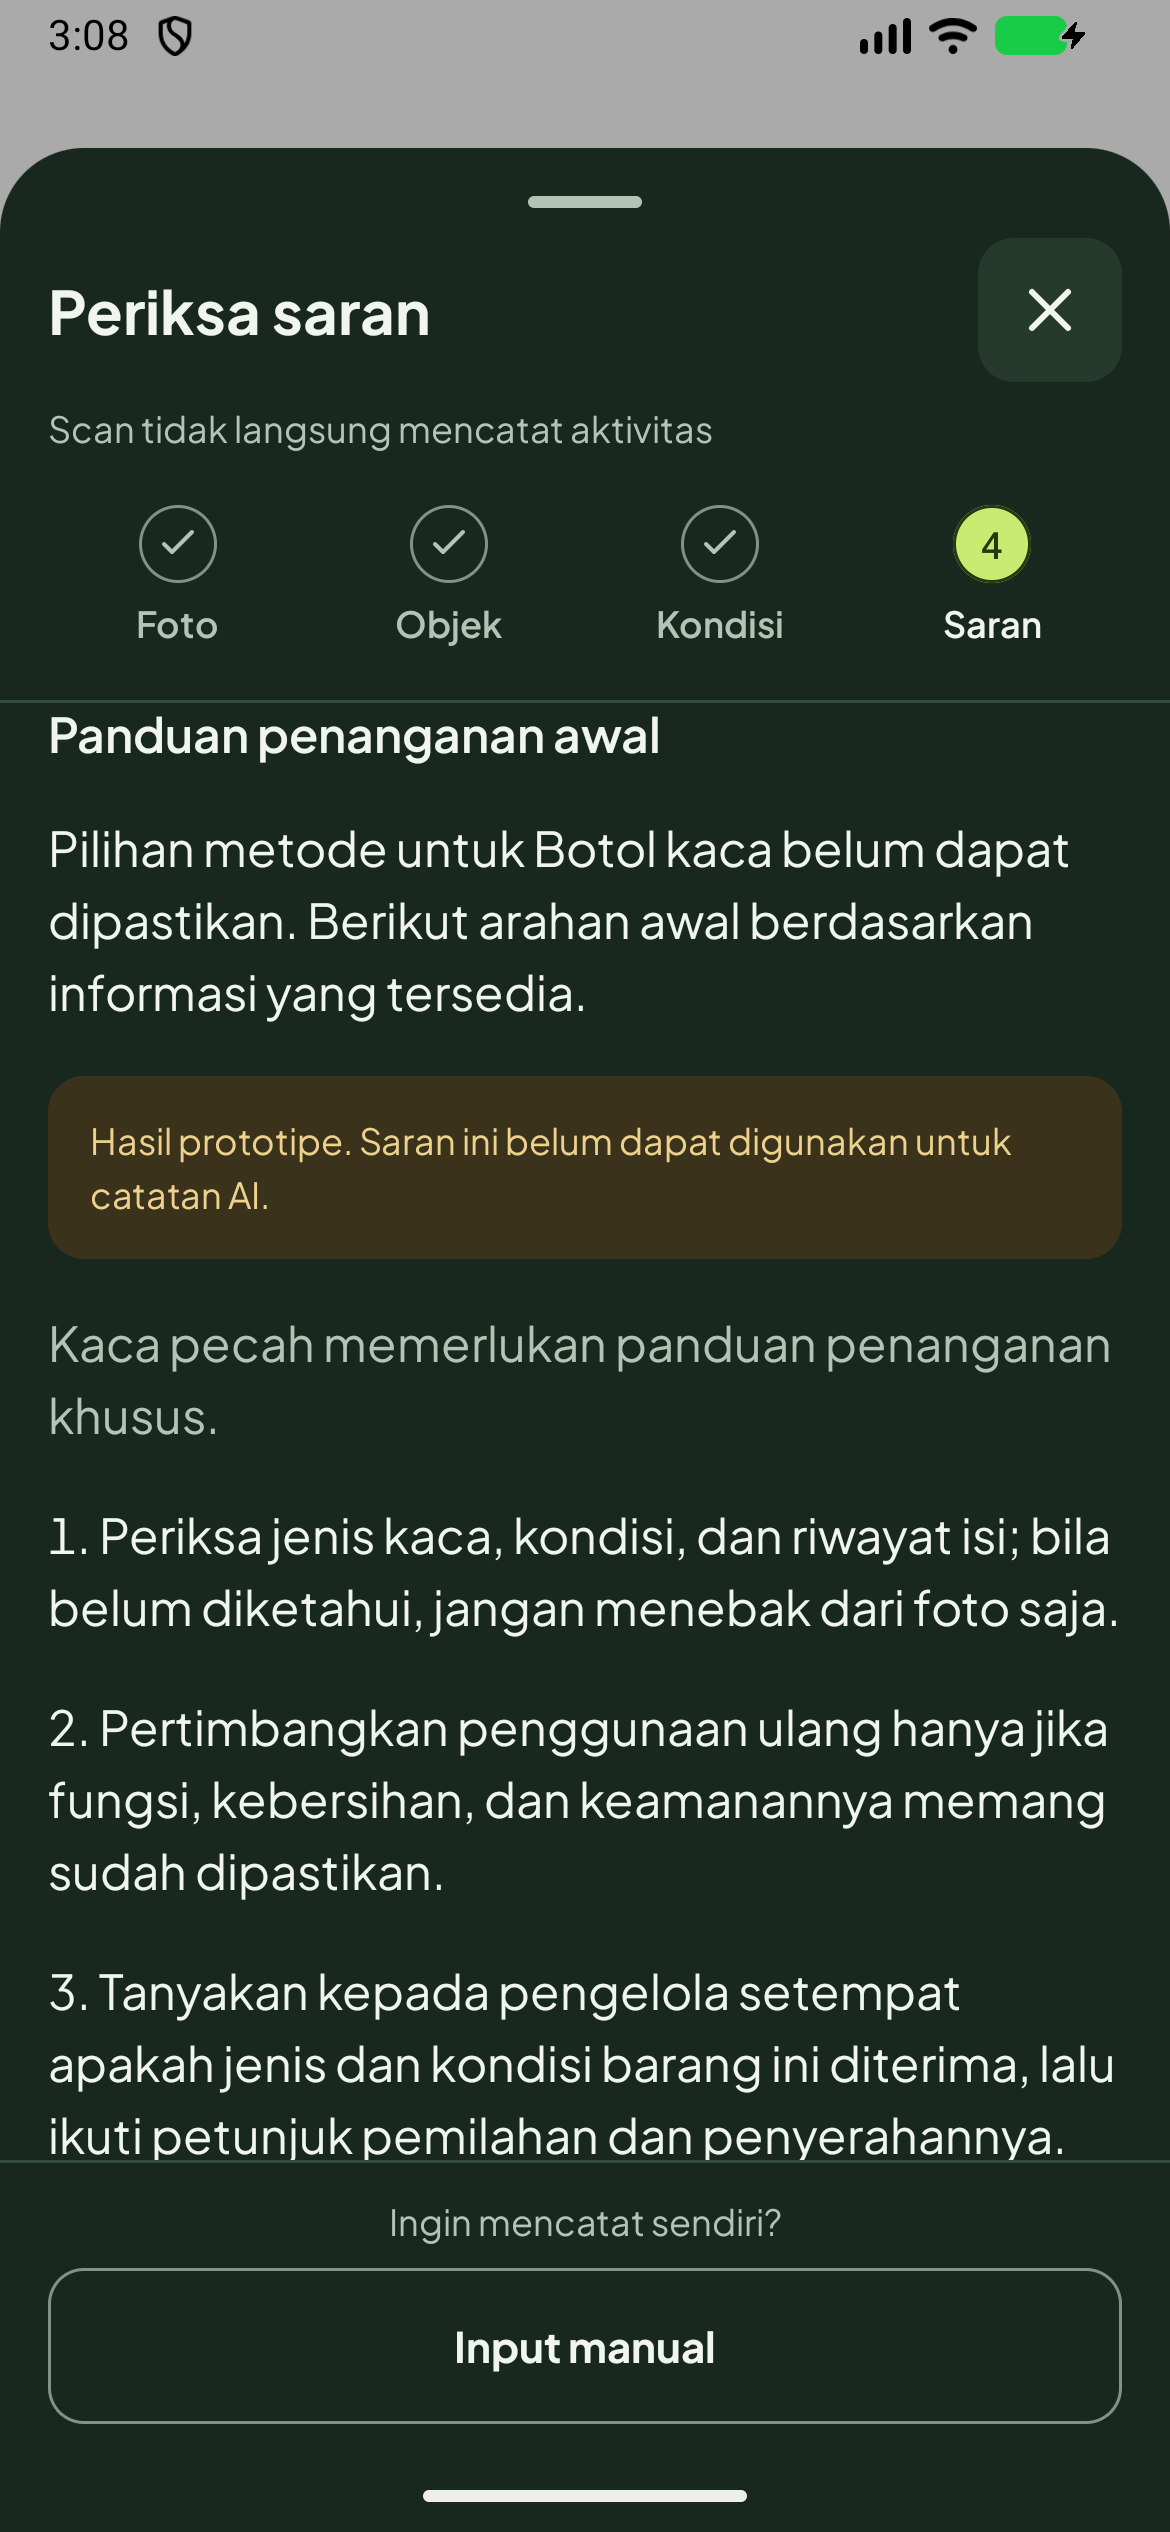 3:08
Periksa saran
Scan tidak langsung mencatat aktivitas
4
Foto
Objek
Kondisi
Saran
Panduan penanganan awal
Pilihan metode untuk Botol kaca belum dapat
dipastikan. Berikut arahan awal berdasarkan
informasi yang tersedia.
Hasil prototipe. Saran ini belum dapat digunakan untuk
catatan AI.
Kaca pecah memerlukan panduan penanganan
khusus.
1. Periksa jenis kaca, kondisi, dan riwayat isi; bila
belum diketahui, jangan menebak dari foto saja.
2. Pertimbangkan penggunaan ulang hanya jika
fungsi, kebersihan, dan keamanannya memang
sudah dipastikan.
3. Tanyakan kepada pengelola setempat
apakah jenis dan kondisi barang ini diterima, lalu
ikuti petunjuk pemilahan dan penyerahannya.
Ingin mencatat sendiri?
Input manual